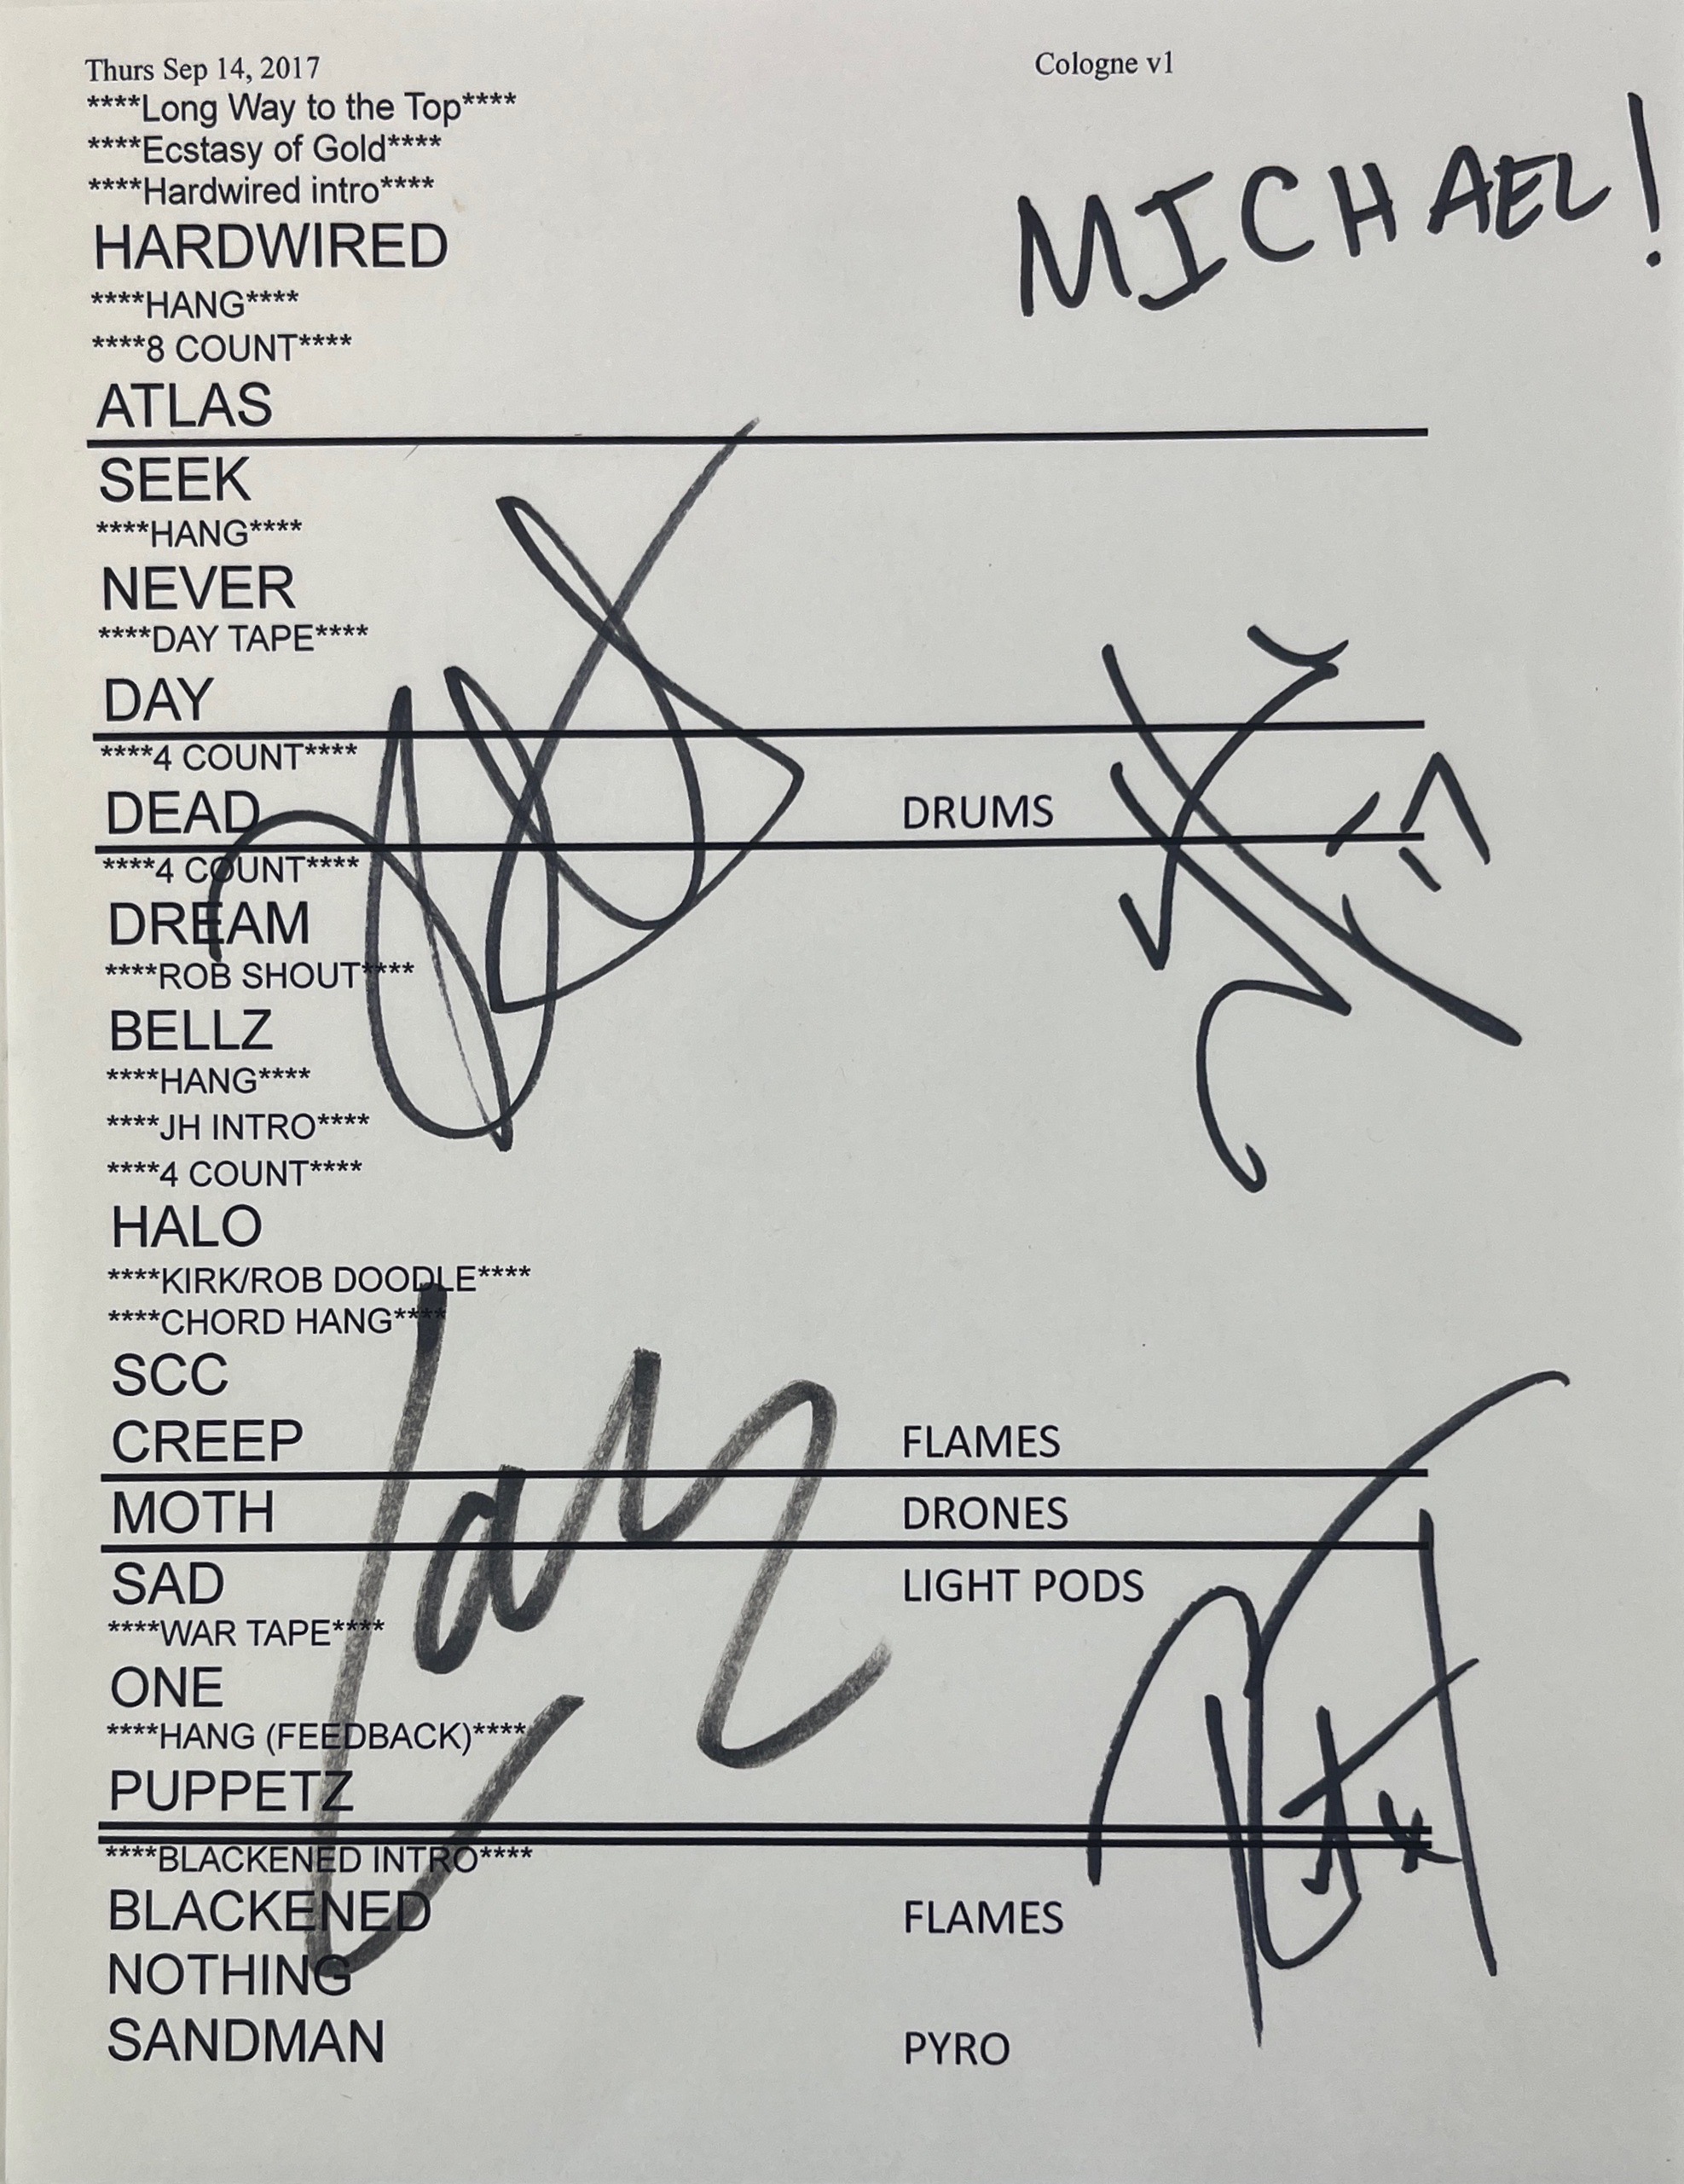 Thurs Sep 14, 2017 Cologne v1
****Long Way to the Top****
****Ecstasy of Gold****
****Hardwired intro****
MICHAEL!
HARDWIRED
****HANG****
****8 COUNT****
ATLAS
SEEK
****HANG****
NEVER
****DAY TAPE****
DAY
****4 COUNT****
DEAD DRUMS
****4 COUNT****
DREAM
****ROB SHOUT****
BELLZ
****HANG****
****JH INTRO****
****4 COUNT****
HALO
****KIRK/ROB DOODLE****
****CHORD HANG****
SCC
CREEP FLAMES
MOTH DRONES
SAD LIGHT PODS
****WAR TAPE****
ONE
****HANG (FEEDBACK)****
PUPPETZ
****BLACKENED INTRO****
BLACKENED FLAMES
NOTHING
SANDMAN PYRO